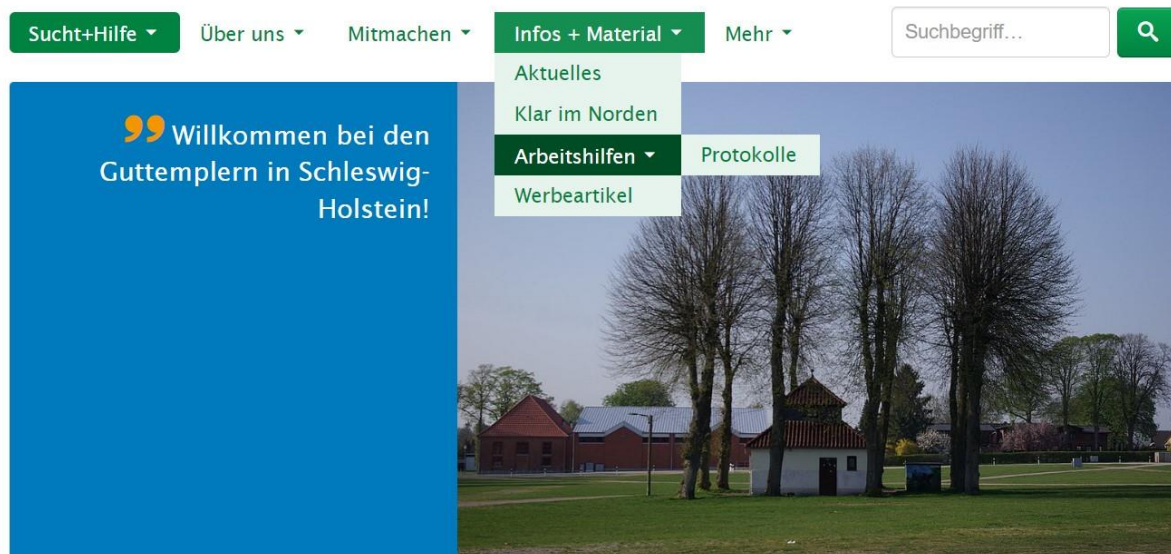 Sucht+Hilfe Über uns Mitmachen Infos + Material Mehr Suchbegriff...
Aktuelles
Klar im Norden
Arbeitshilfen Protokolle
Werbeartikel
Willkommen bei den
Guttemplern in Schleswig-
Holstein!